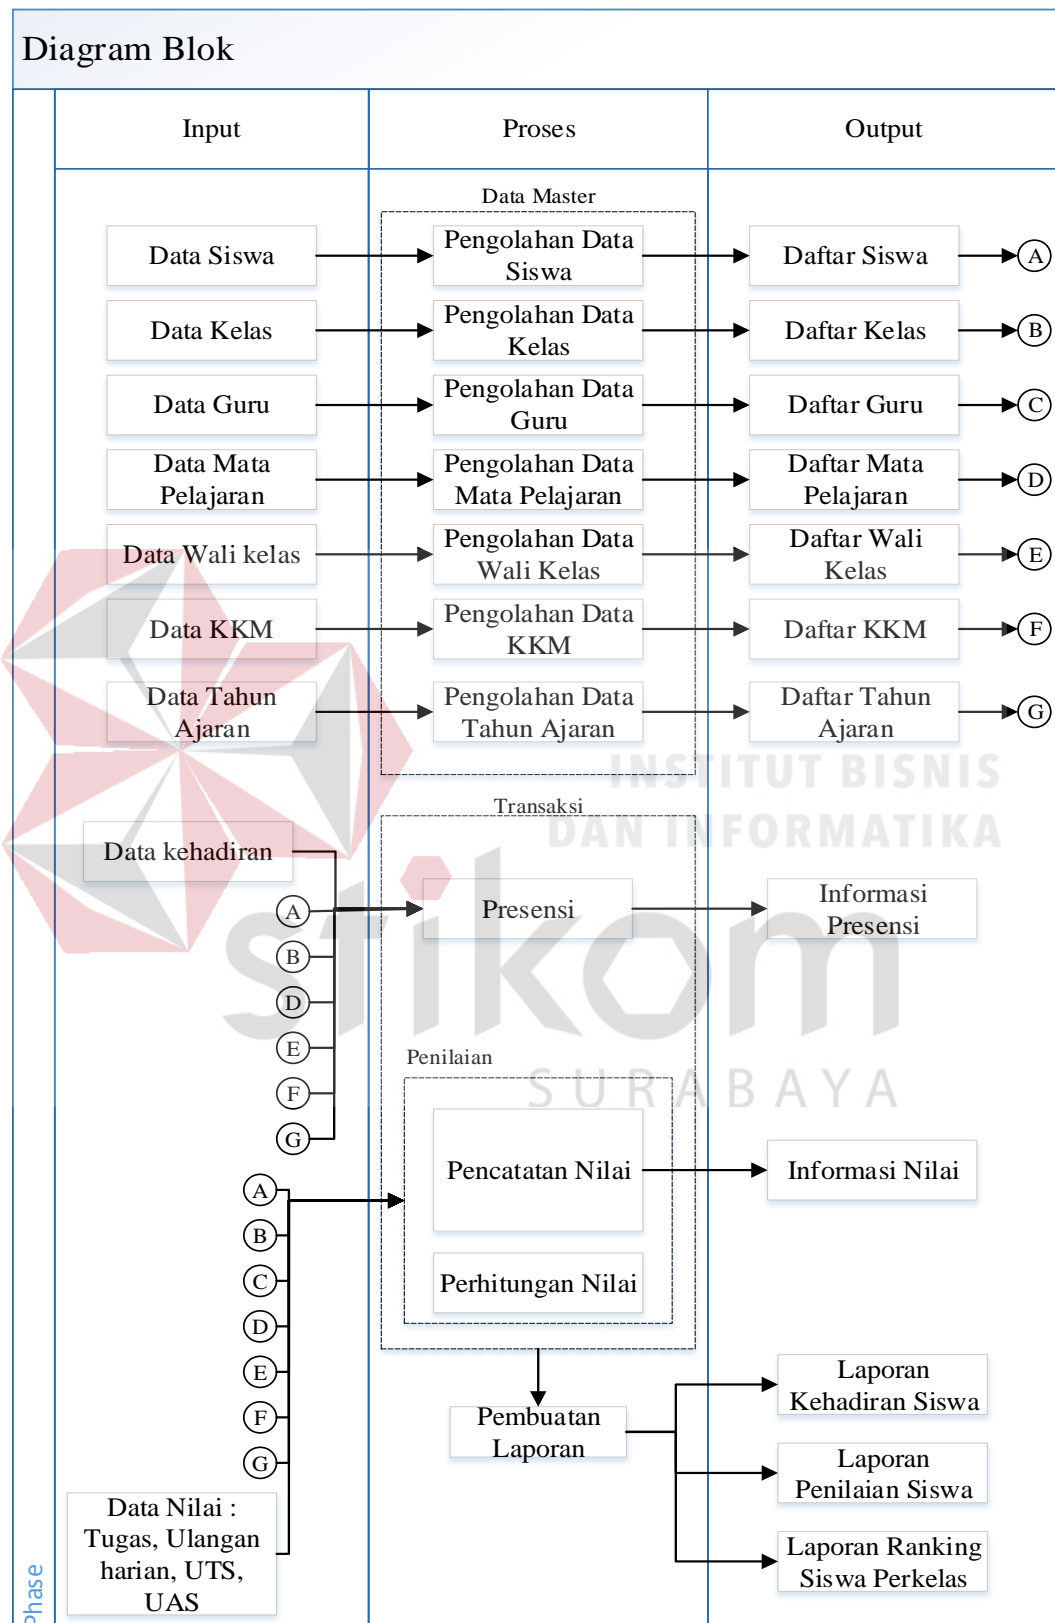 Diagram Blok
Input
Proses
Output
Data Master
Data Siswa
Pengolahan Data
Siswa
Daftar Siswa
A
Data Kelas
Pengolahan Data
Kelas
Daftar Kelas
B
Data Guru
Pengolahan Data
Guru
Daftar Guru
C
Data Mata
Pelajaran
Pengolahan Data
Mata Pelajaran
Daftar Mata
Pelajaran
D
Data Wali kelas
Pengolahan Data
Wali Kelas
Daftar Wali
Kelas
E
Data KKM
Pengolahan Data
KKM
Daftar KKM
F
Data Tahun
Ajaran
Pengolahan Data
Tahun Ajaran
Daftar Tahun
Ajaran
G
INSTITUT BISNIS
DAN INFORMATIKA
stikom
SURABAYA
Transaksi
Data kehadiran
A
B
D
E
F
G
Presensi
Informasi
Presensi
Penilaian
Pencatatan Nilai
Informasi Nilai
Perhitungan Nilai
A
B
C
D
E
F
G
Data Nilai :
Tugas, Ulangan
harian, UTS,
UAS
Pembuatan
Laporan
Laporan
Kehadiran Siswa
Laporan
Penilaian Siswa
Laporan Ranking
Siswa Perkelas
Phase